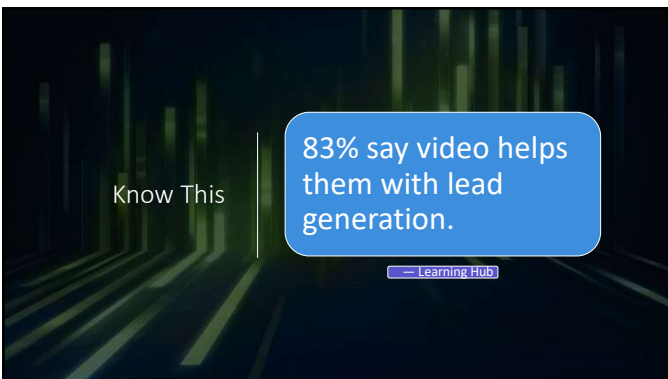 Know This
83% say video helps
them with lead
generation.
— Learning Hub